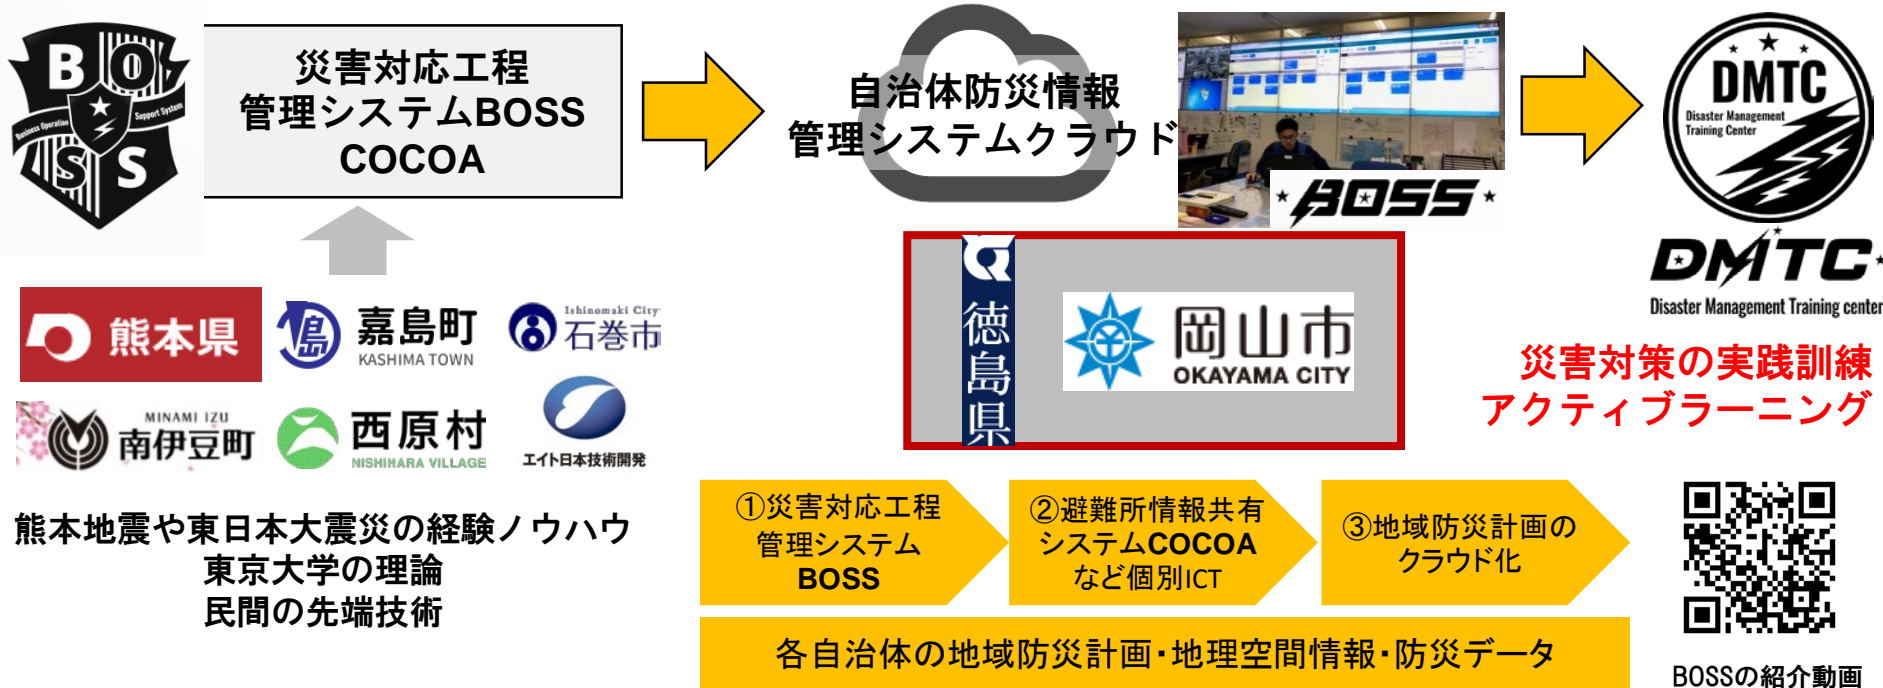 BOSS
Business Operation
Support System
災害対応工程
管理システムBOSS
COCOA
自治体防災情報
管理システムクラウド
BOSS
DMTC
Disaster Management
Training Center
DMTC
Disaster Management Training center
災害対策の実践訓練
アクティブラーニング
熊本県
嘉島町
KASHIMA TOWN
Ishinomaki City
石巻市
MINAMI IZU
南伊豆町
西原村
NISHIHARA VILLAGE
エイト日本技術開発
徳島県
岡山市
OKAYAMA CITY
熊本地震や東日本大震災の経験ノウハウ
東京大学の理論
民間の先端技術
①災害対応工程
管理システム
BOSS
②避難所情報共有
システムCOCOA
など個別ICT
③地域防災計画の
クラウド化
各自治体の地域防災計画・地理空間情報・防災データ
BOSSの紹介動画